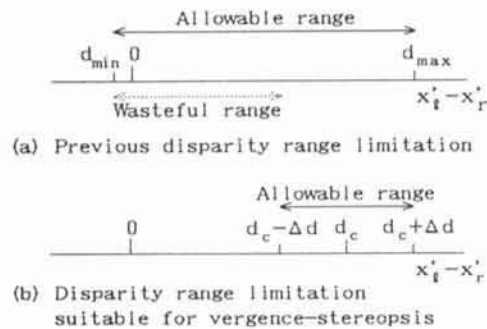 Allowable range
d_min 0 d_max
Wasteful range
x'_ℓ−x'_r
(a) Previous disparity range limitation
Allowable range
0 d_c−Δd d_c d_c+Δd
x'_ℓ−x'_r
(b) Disparity range limitation
suitable for vergence−stereopsis